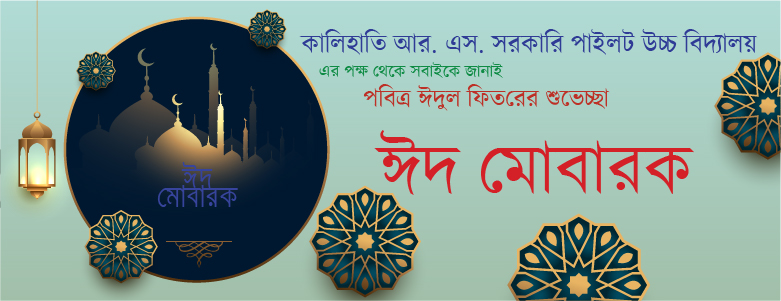 কালিহাতি আর. এস. সরকারি পাইলট উচ্চ বিদ্যালয়
এর পক্ষ থেকে সবাইকে জানাই
পবিত্র ঈদুল ফিতরের শুভেচ্ছা
ঈদ মোবারক
ঈদ
মোবারক